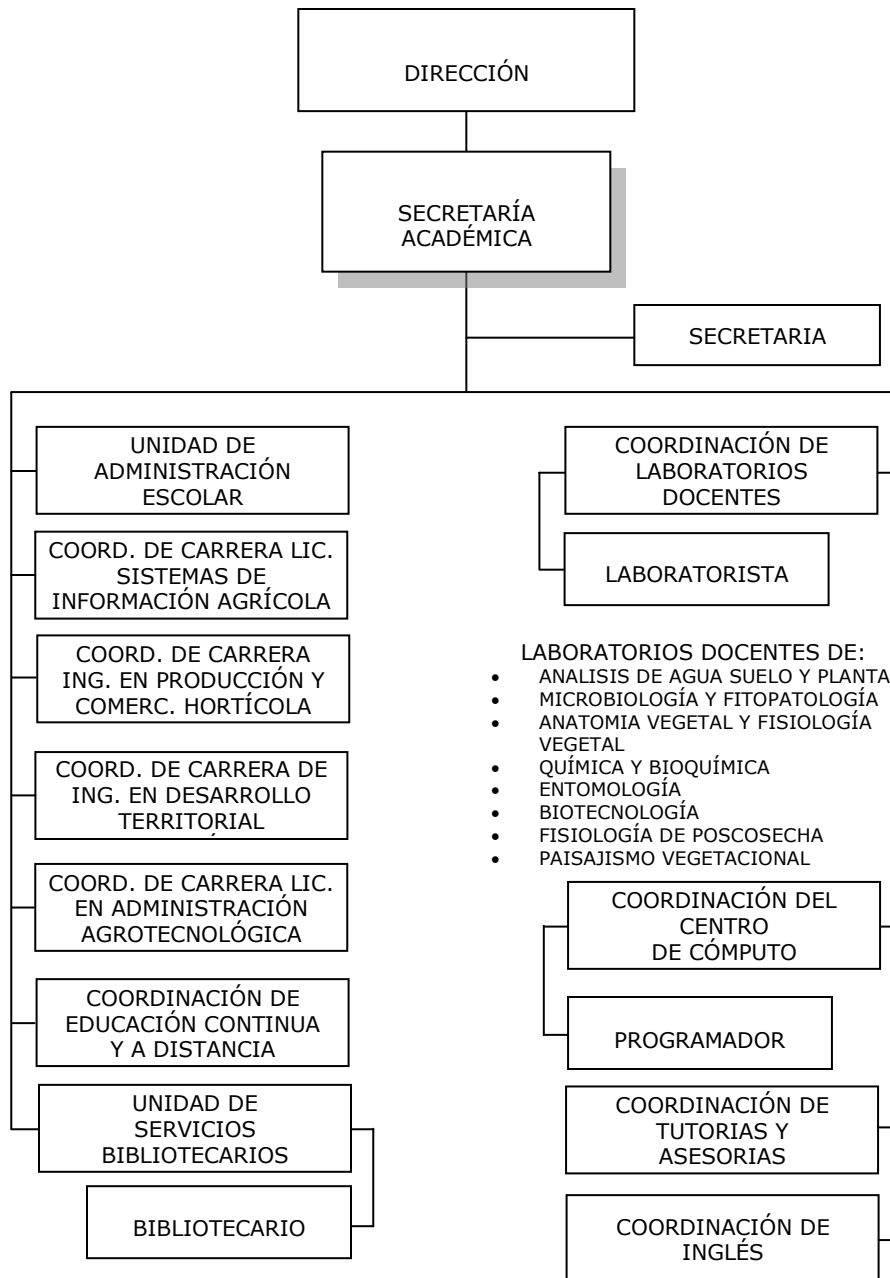 DIRECCIÓN
SECRETARÍA
ACADÉMICA
SECRETARIA
UNIDAD DE
ADMINISTRACIÓN
ESCOLAR
COORD. DE CARRERA LIC.
SISTEMAS DE
INFORMACIÓN AGRÍCOLA
COORD. DE CARRERA
ING. EN PRODUCCIÓN Y
COMERC. HORTÍCOLA
COORD. DE CARRERA DE
ING. EN DESARROLLO
TERRITORIAL
COORD. DE CARRERA LIC.
EN ADMINISTRACIÓN
AGROTECNOLÓGICA
COORDINACIÓN DE
EDUCACIÓN CONTINUA
Y A DISTANCIA
UNIDAD DE
SERVICIOS
BIBLIOTECARIOS
BIBLIOTECARIO
COORDINACIÓN DE
LABORATORIOS
DOCENTES
LABORATORISTA
LABORATORIOS DOCENTES DE:
• ANALISIS DE AGUA SUELO Y PLANTA
• MICROBIOLOGÍA Y FITOPATOLOGÍA
• ANATOMIA VEGETAL Y FISIOLOGÍA
VEGETAL
• QUÍMICA Y BIOQUÍMICA
• ENTOMOLOGÍA
• BIOTECNOLOGÍA
• FISIOLOGÍA DE POSCOSECHA
• PAISAJISMO VEGETACIONAL
COORDINACIÓN DEL
CENTRO
DE CÓMPUTO
PROGRAMADOR
COORDINACIÓN DE
TUTORIAS Y
ASESORIAS
COORDINACIÓN DE
INGLÉS